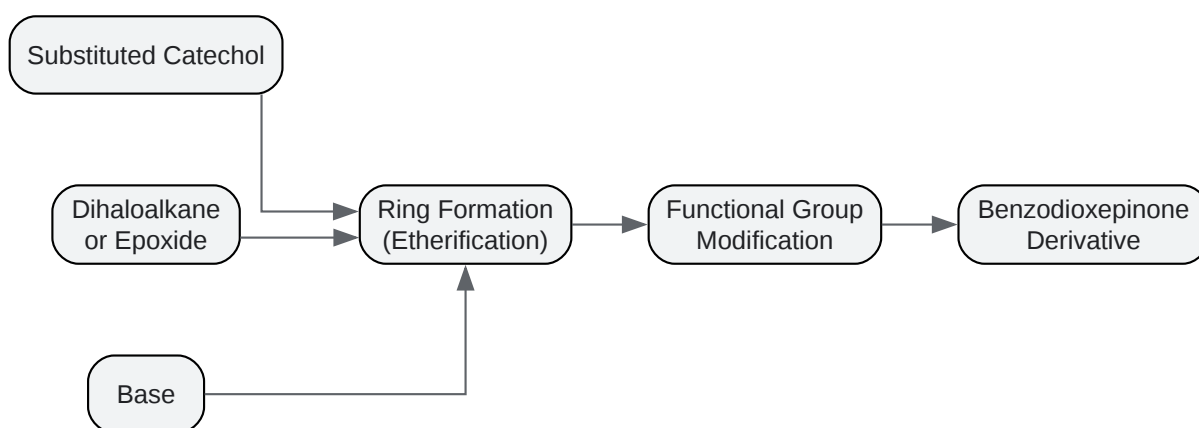 Substituted Catechol
Dihaloalkane
or Epoxide
Ring Formation
(Etherification)
Functional Group
Modification
Benzodioxepinone
Derivative
Base